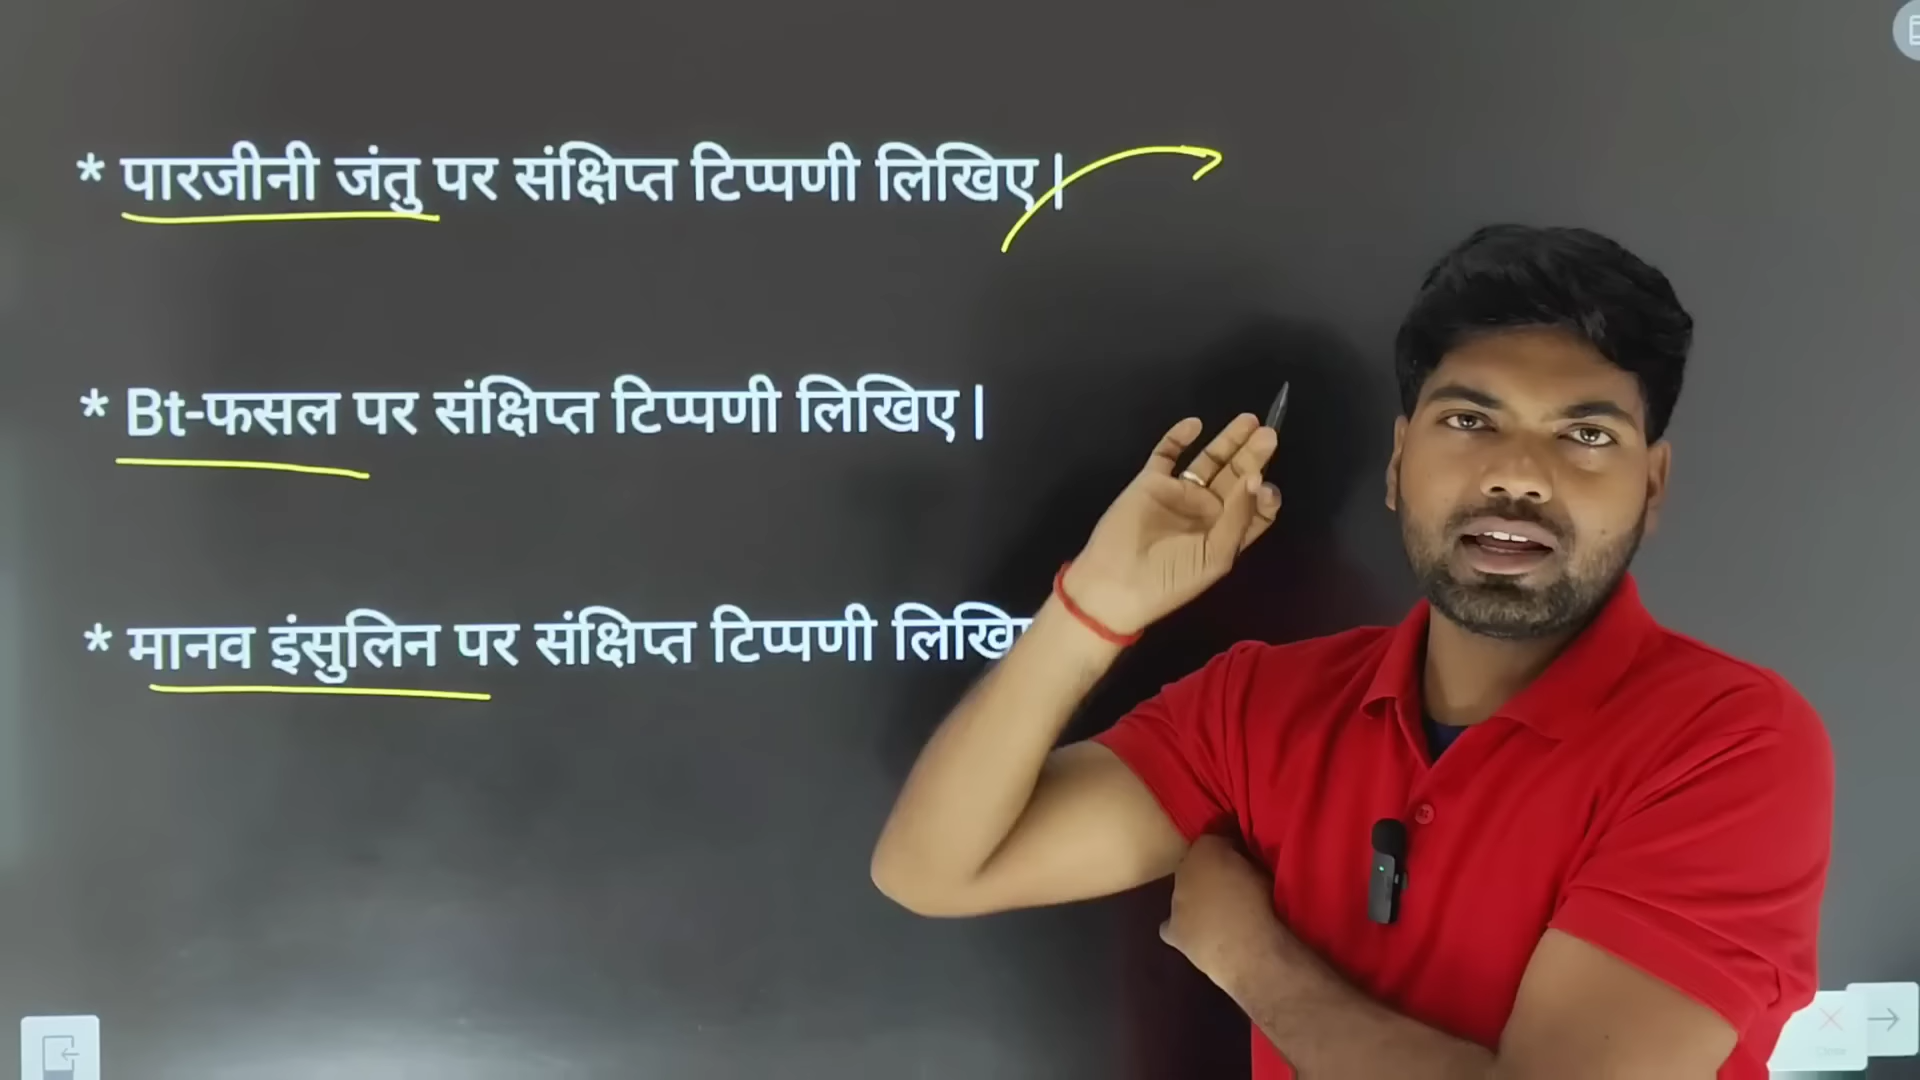 * पारजीनी जंतु पर संक्षिप्त टिप्पणी लिखिए |
* Bt-फसल पर संक्षिप्त टिप्पणी लिखिए |
* मानव इंसुलिन पर संक्षिप्त टिप्पणी